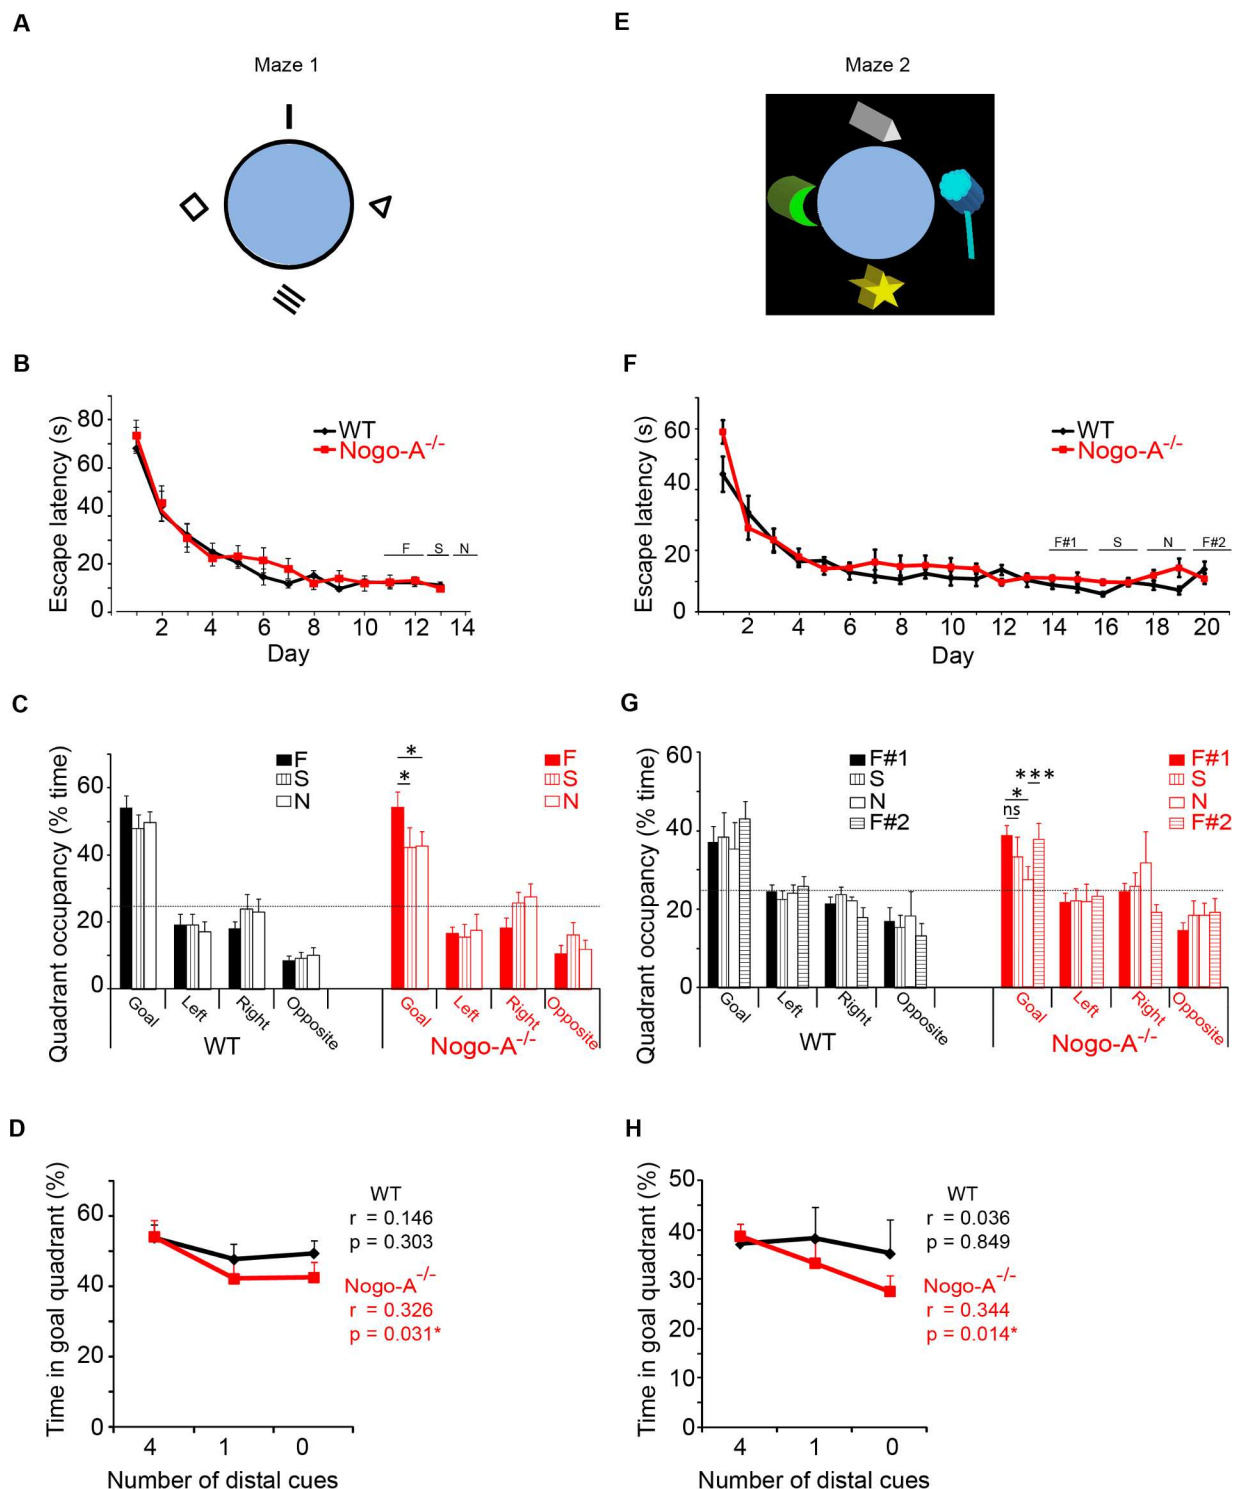 A
Maze 1
E
Maze 2
B
Escape latency (s)
80
60
40
20
0
WT
Nogo-A-/-
F S N
2 4 6 8 10 12 14
Day
F
Escape latency (s)
60
40
20
0
WT
Nogo-A-/-
F#1 S N F#2
2 4 6 8 10 12 14 16 18 20
Day
C
Quadrant occupancy (% time)
60
40
20
0
F
S
N
*
*
F
S
N
Goal Left Right Opposite
WT
Goal Left Right Opposite
Nogo-A-/-
G
Quadrant occupancy (% time)
60
40
20
0
F#1
S
N
F#2
***
*
ns
F#1
S
N
F#2
Goal Left Right Opposite
WT
Goal Left Right Opposite
Nogo-A-/-
D
Time in goal quadrant (%)
60
40
20
0
WT
r = 0.146
p = 0.303
Nogo-A-/-
r = 0.326
p = 0.031*
4 1 0
Number of distal cues
H
Time in goal quadrant (%)
50
40
30
25
20
10
0
WT
r = 0.036
p = 0.849
Nogo-A-/-
r = 0.344
p = 0.014*
4 1 0
Number of distal cues